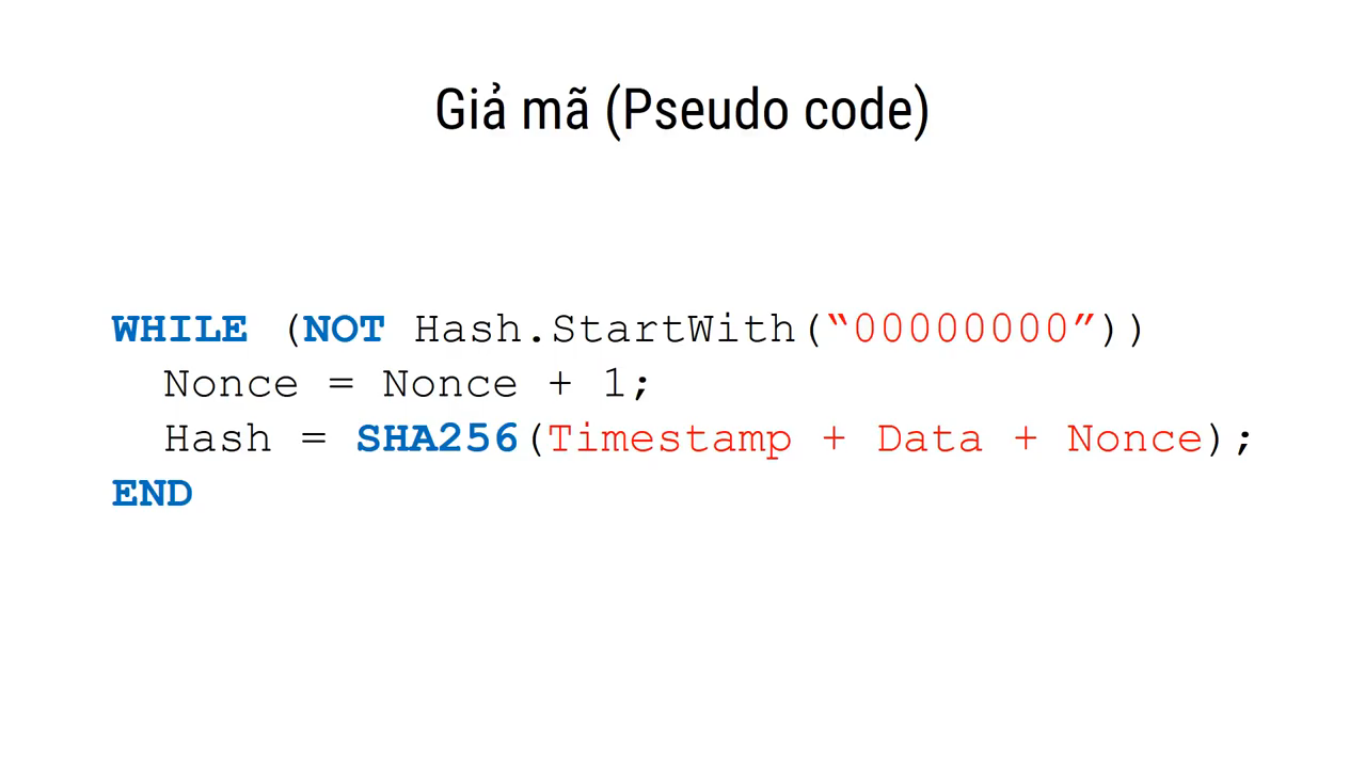 Giả mã (Pseudo code)
WHILE (NOT Hash.StartWith(“00000000”))
Nonce = Nonce + 1;
Hash = SHA256(Timestamp + Data + Nonce);
END